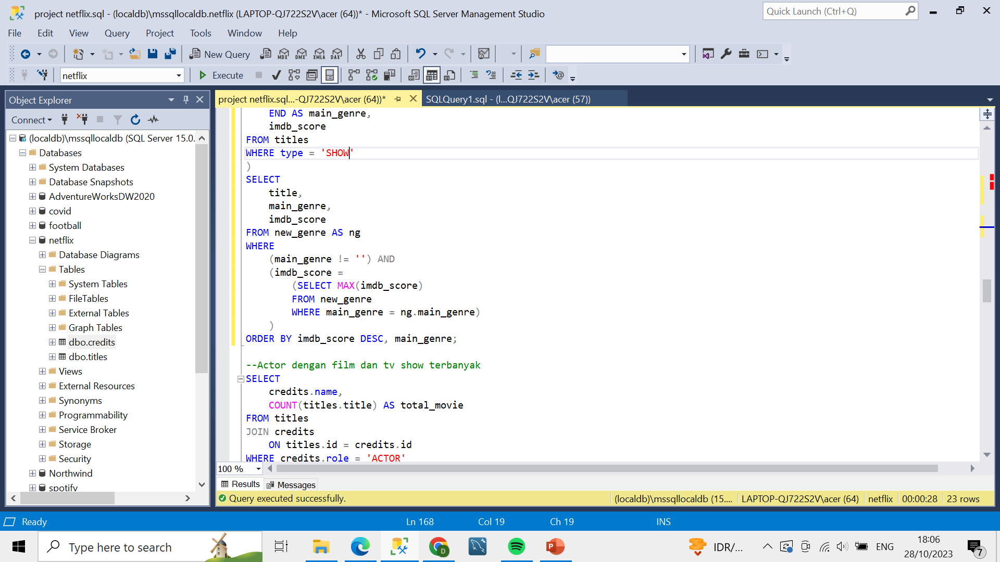 project netflix.sql - (localdb)\mssqllocaldb.netflix (LAPTOP-QJ722S2V\acer (64))* - Microsoft SQL Server Management Studio
Quick Launch (Ctrl+Q)
File Edit View Query Project Tools Window Help
New Query
MDX DMX XMLA DAX
netflix
Execute
Object Explorer
project netflix.sql...-QJ722S2V\acer (64))*
SQLQuery1.sql - (l...QJ722S2V\acer (57))
Connect
(localdb)\mssqllocaldb (SQL Server 15.0.
Databases
System Databases
Database Snapshots
AdventureWorksDW2020
covid
football
netflix
Database Diagrams
Tables
System Tables
FileTables
External Tables
Graph Tables
dbo.credits
dbo.titles
Views
External Resources
Synonyms
Programmability
Service Broker
Storage
Security
Northwind
spotify
END AS main_genre,
imdb_score
FROM titles
WHERE type = 'SHOW'
)
SELECT
title,
main_genre,
imdb_score
FROM new_genre AS ng
WHERE
(main_genre != '') AND
(imdb_score =
(SELECT MAX(imdb_score)
FROM new_genre
WHERE main_genre = ng.main_genre)
)
ORDER BY imdb_score DESC, main_genre;
--Actor dengan film dan tv show terbanyak
SELECT
credits.name,
COUNT(titles.title) AS total_movie
FROM titles
JOIN credits
ON titles.id = credits.id
WHERE credits.role = 'ACTOR'
100 %
Results Messages
Query executed successfully.
(localdb)\mssqllocaldb (15.... LAPTOP-QJ722S2V\acer (64) netflix 00:00:28 23 rows
Ready
Ln 168 Col 19 Ch 19 INS
Type here to search
D
P
IDR/...
ENG
18:06
28/10/2023
7